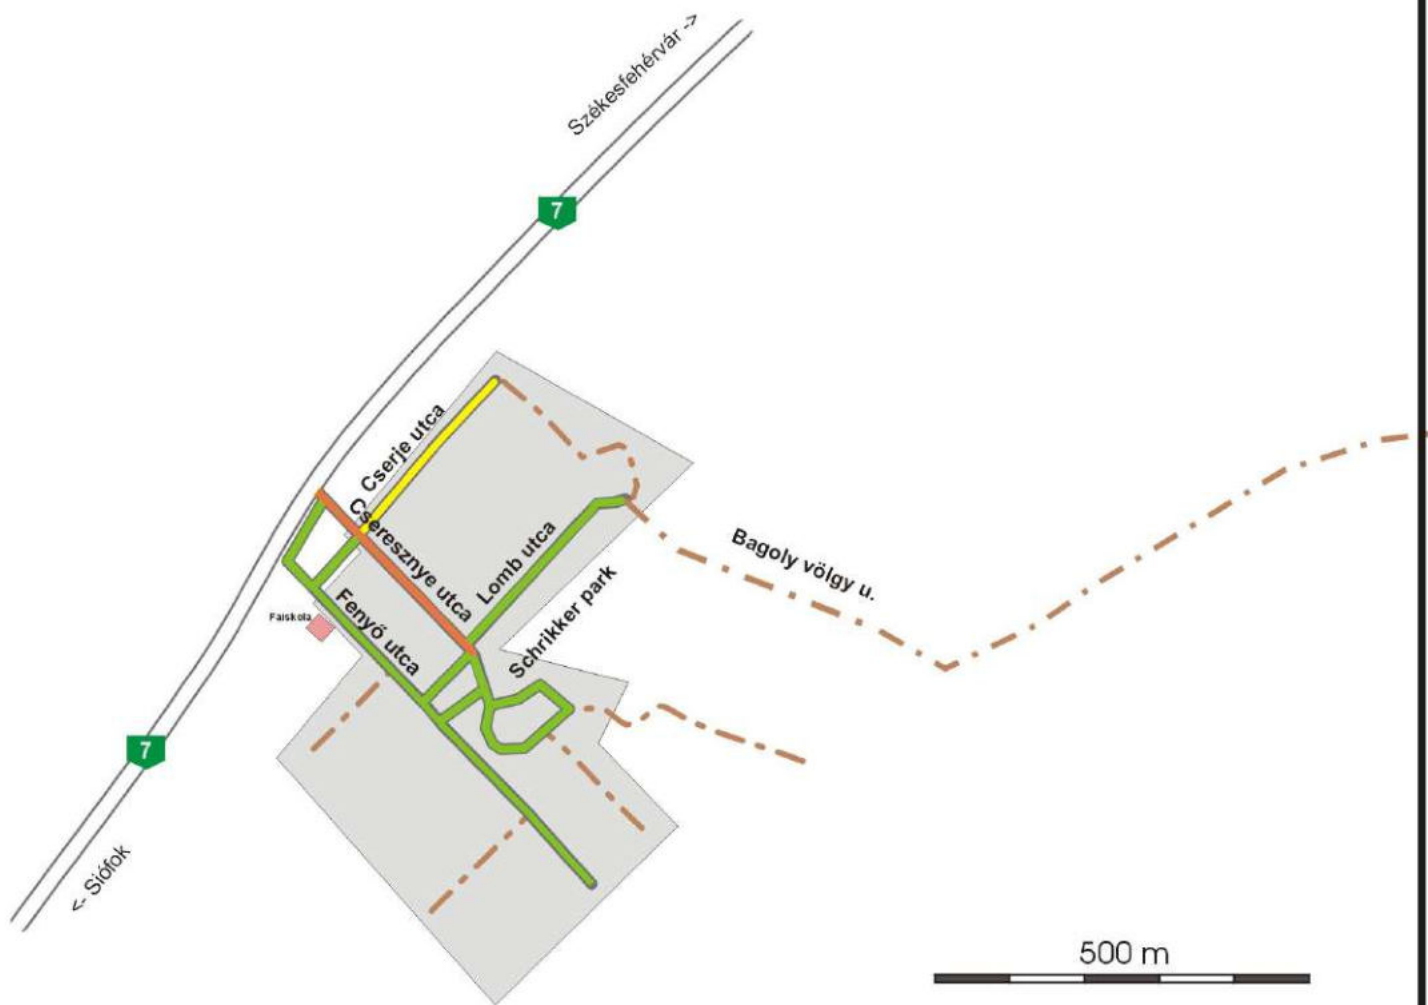 Székesfehérvár ->
7
Cserje utca
Cseresznye utca
Lomb utca
Bagoly völgy u.
Schrikker park
Faiskola
Fenyő utca
7
<- Siófok
500 m